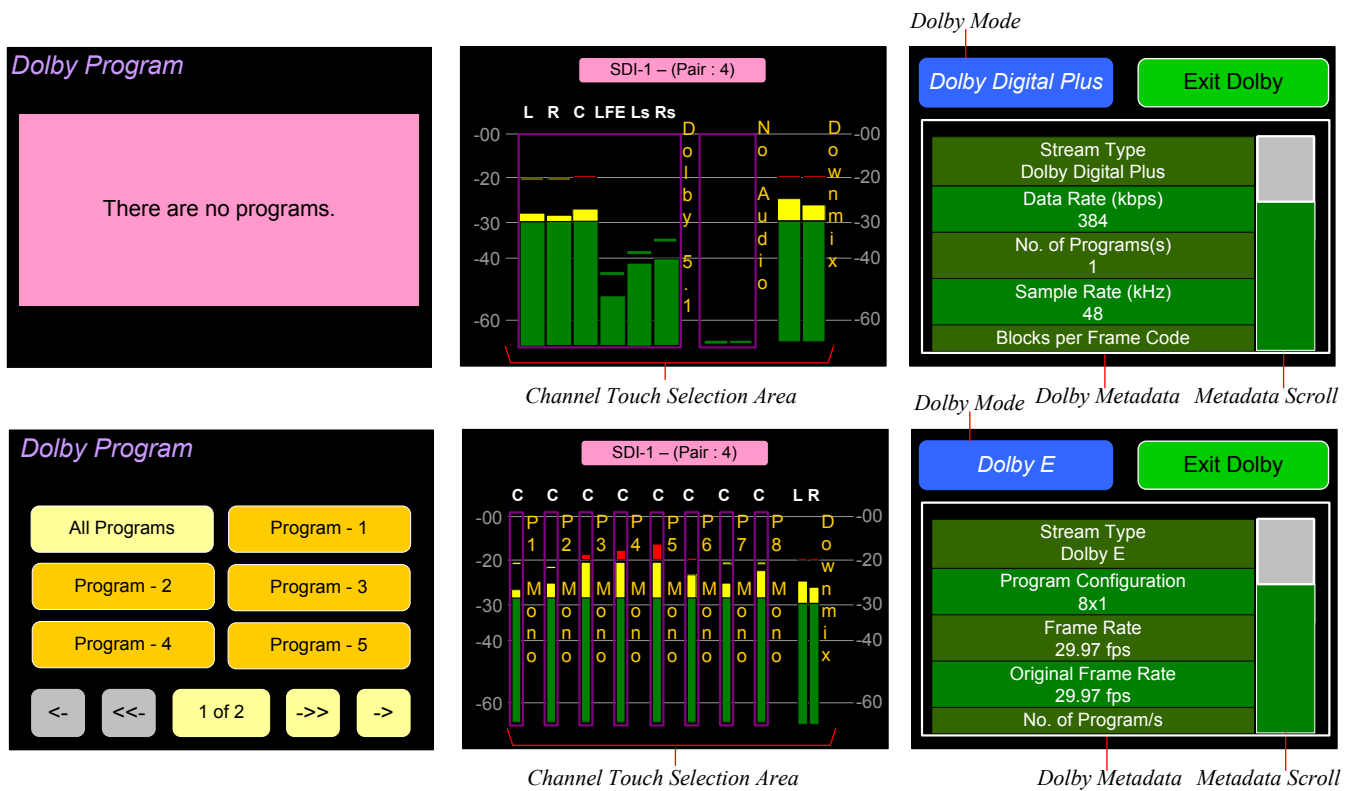 Dolby Mode
Dolby Program
There are no programs.
SDI-1 – (Pair : 4)
L R C LFE Ls Rs
-00
-20
-30
-40
-60
Dolby 5.1
No Audio
Downmix
-00
-20
-30
-40
-60
Channel Touch Selection Area
Dolby Digital Plus
Exit Dolby
Stream Type
Dolby Digital Plus
Data Rate (kbps)
384
No. of Programs(s)
1
Sample Rate (kHz)
48
Blocks per Frame Code
Dolby Metadata
Metadata Scroll
Dolby Mode
Dolby Program
All Programs
Program - 1
Program - 2
Program - 3
Program - 4
Program - 5
<-
<<-
1 of 2
->>
->
SDI-1 – (Pair : 4)
C C C C C C C C L R
-00
-20
-30
-40
-60
P1 Mono
P2 Mono
P3 Mono
P4 Mono
P5 Mono
P6 Mono
P7 Mono
P8 Mono
Downmix
-00
-20
-30
-40
-60
Channel Touch Selection Area
Dolby E
Exit Dolby
Stream Type
Dolby E
Program Configuration
8x1
Frame Rate
29.97 fps
Original Frame Rate
29.97 fps
No. of Program/s
Dolby Metadata
Metadata Scroll